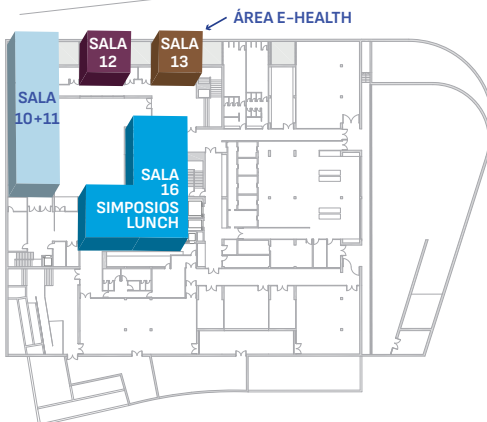 ÁREA E-HEALTH
SALA
12
SALA
13
SALA
10+11
SALA
16
SIMPOSIOS
LUNCH